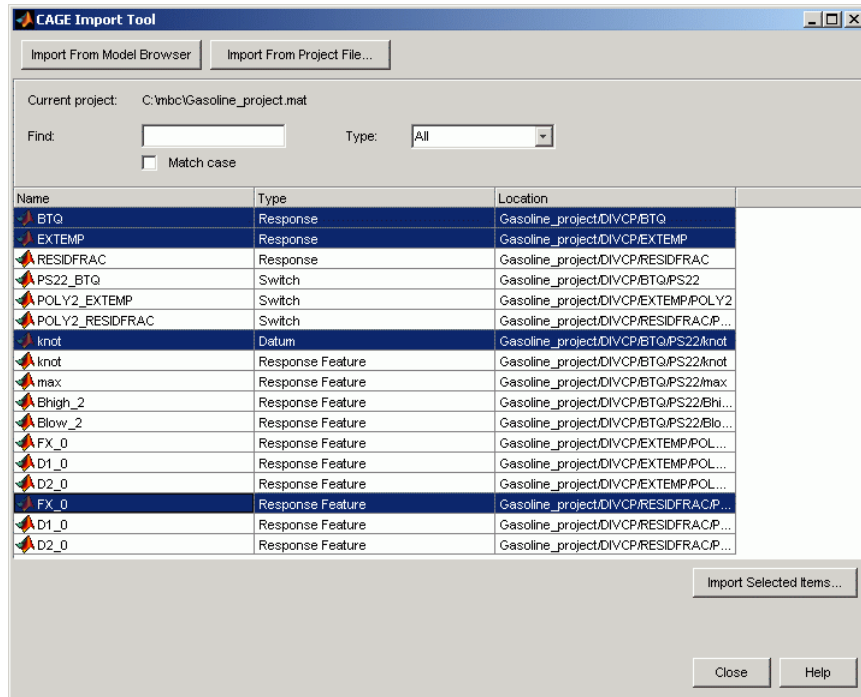 CAGE Import Tool
Import From Model Browser Import From Project File...
Current project: C:\mbc\Gasoline_project.mat
Find: Type: All
Match case
Name Type Location
BTQ Response Gasoline_project/DIVCP/BTQ
EXTEMP Response Gasoline_project/DIVCP/EXTEMP
RESIDFRAC Response Gasoline_project/DIVCP/RESIDFRAC
PS22_BTQ Switch Gasoline_project/DIVCP/BTQ/PS22
POLY2_EXTEMP Switch Gasoline_project/DIVCP/EXTEMP/POLY2
POLY2_RESIDFRAC Switch Gasoline_project/DIVCP/RESIDFRAC/P...
knot Datum Gasoline_project/DIVCP/BTQ/PS22/knot
knot Response Feature Gasoline_project/DIVCP/BTQ/PS22/knot
max Response Feature Gasoline_project/DIVCP/BTQ/PS22/max
Bhigh_2 Response Feature Gasoline_project/DIVCP/BTQ/PS22/Bhi...
Blow_2 Response Feature Gasoline_project/DIVCP/BTQ/PS22/Blo...
FX_0 Response Feature Gasoline_project/DIVCP/EXTEMP/POL...
D1_0 Response Feature Gasoline_project/DIVCP/EXTEMP/POL...
D2_0 Response Feature Gasoline_project/DIVCP/EXTEMP/POL...
FX_0 Response Feature Gasoline_project/DIVCP/RESIDFRAC/P...
D1_0 Response Feature Gasoline_project/DIVCP/RESIDFRAC/P...
D2_0 Response Feature Gasoline_project/DIVCP/RESIDFRAC/P...
Import Selected Items...
Close Help